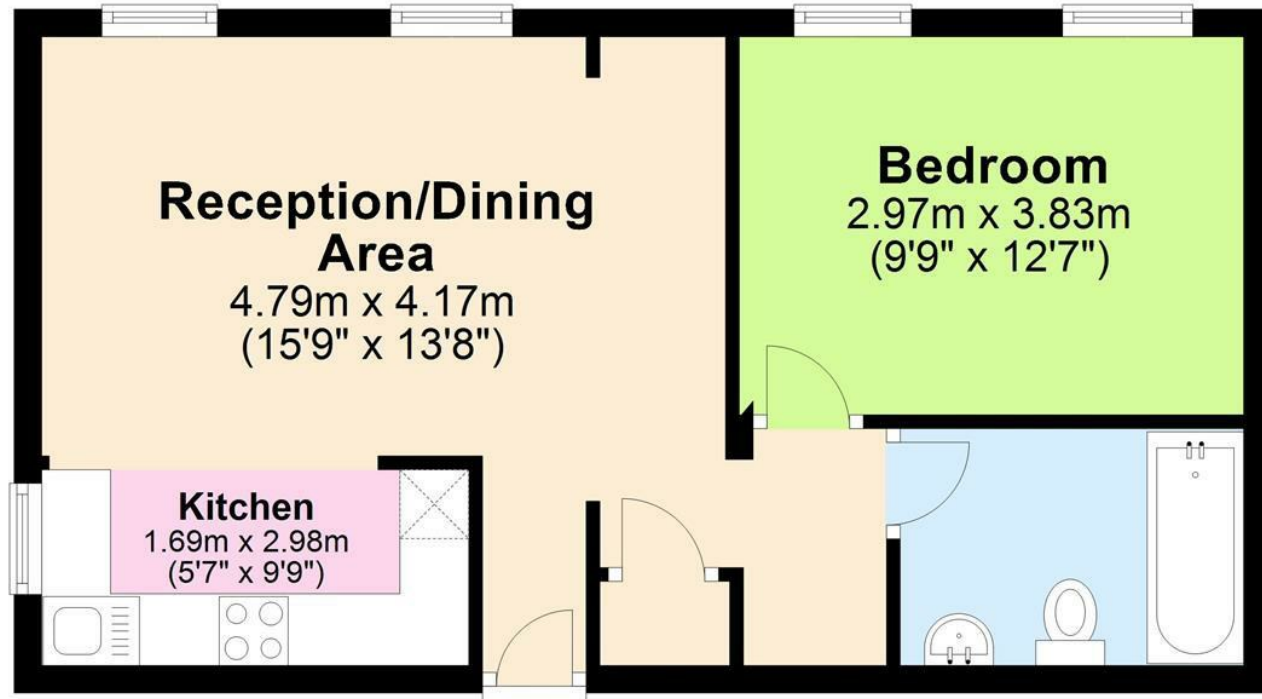 Reception/Dining
Area
4.79m x 4.17m
(15'9" x 13'8")
Bedroom
2.97m x 3.83m
(9'9" x 12'7")
Kitchen
1.69m x 2.98m
(5'7" x 9'9")